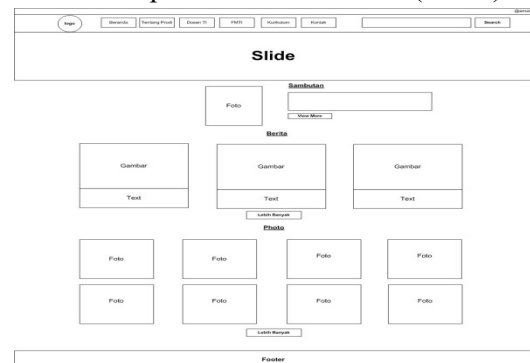 logo Beranda Tentang Prodi Dosen TI FMTI Kurikulum Kontak Search
Slide
Sambutan
Foto
View More
Berita
Gambar Gambar Gambar
Text Text Text
Lebih Banyak
Photo
Foto Foto Foto Foto
Foto Foto Foto Foto
Lebih Banyak
Footer